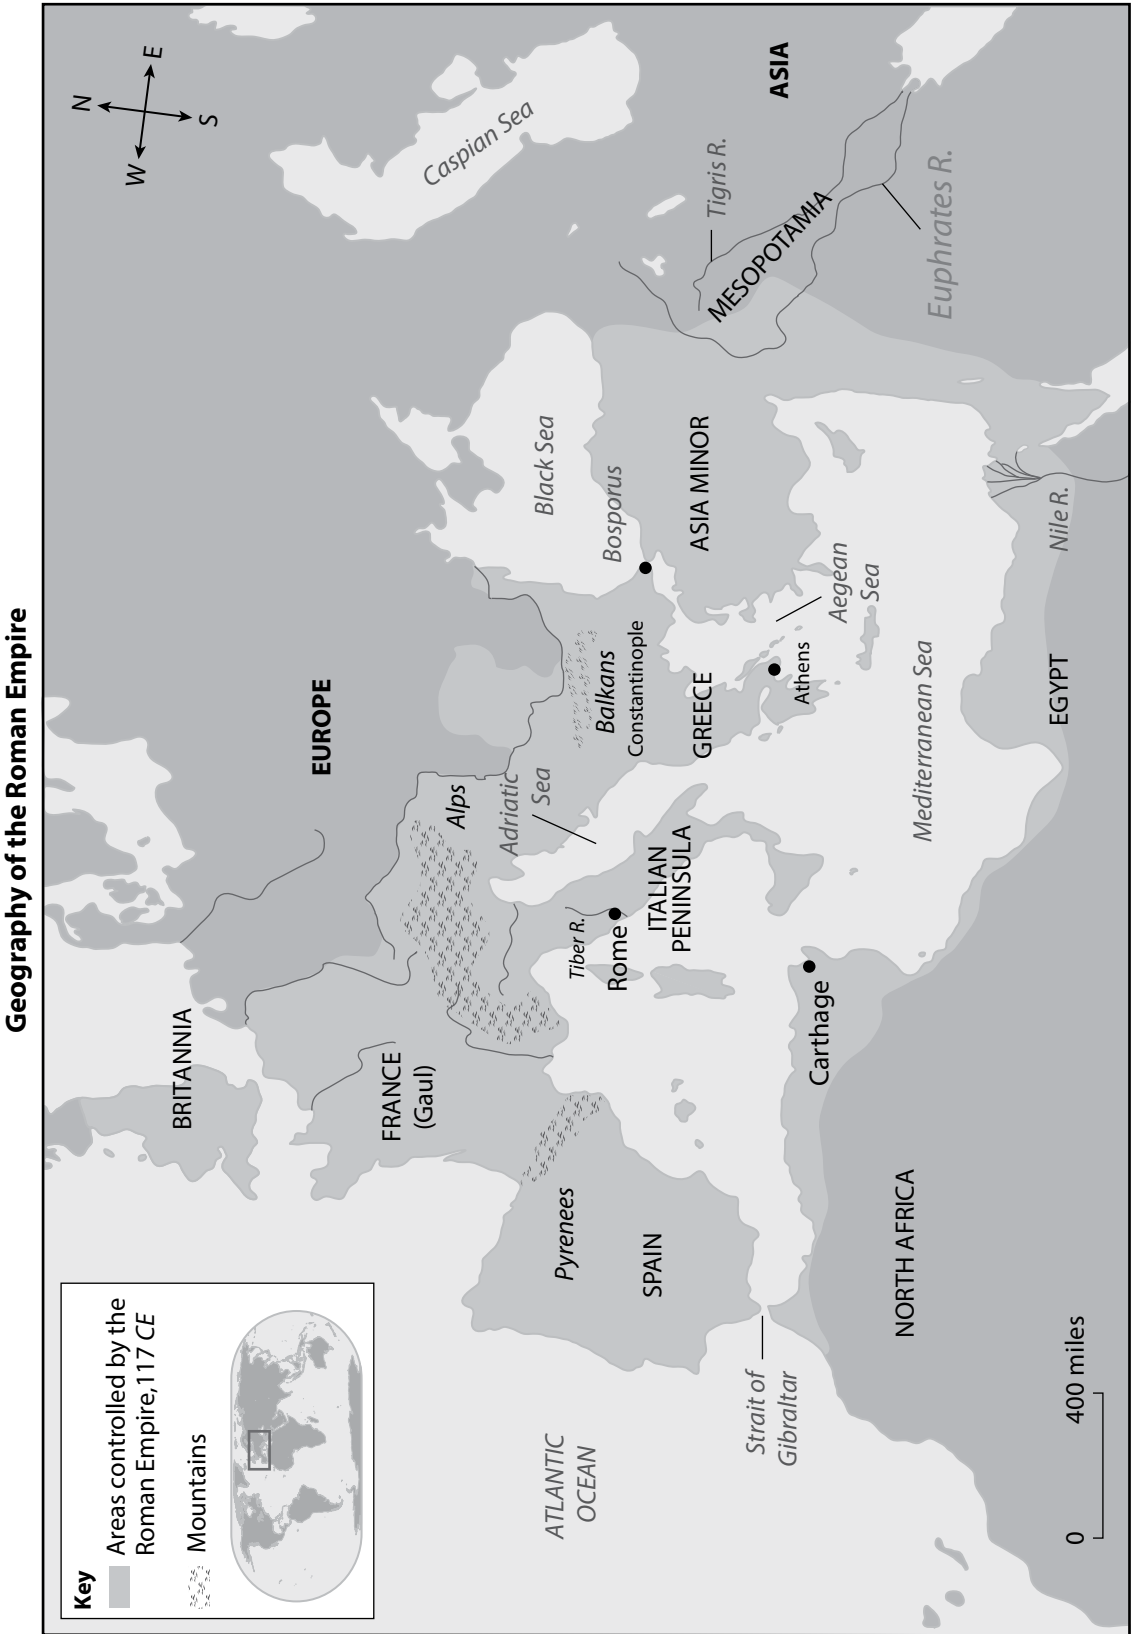 Geography of the Roman Empire
Key
Areas controlled by the
Roman Empire,117 CE
Mountains
N
W
E
S
BRITANNIA
EUROPE
Caspian Sea
FRANCE
(Gaul)
Alps
Adriatic
Sea
Black Sea
Pyrenees
Balkans
Constantinople
Bosporus
ATLANTIC
OCEAN
SPAIN
Tiber R.
Rome
ITALIAN
PENINSULA
GREECE
ASIA MINOR
Tigris R.
ASIA
MESOPOTAMIA
Strait of
Gibraltar
Carthage
Athens
Aegean
Sea
Euphrates R.
NORTH AFRICA
Mediterranean Sea
EGYPT
Nile R.
0
400 miles